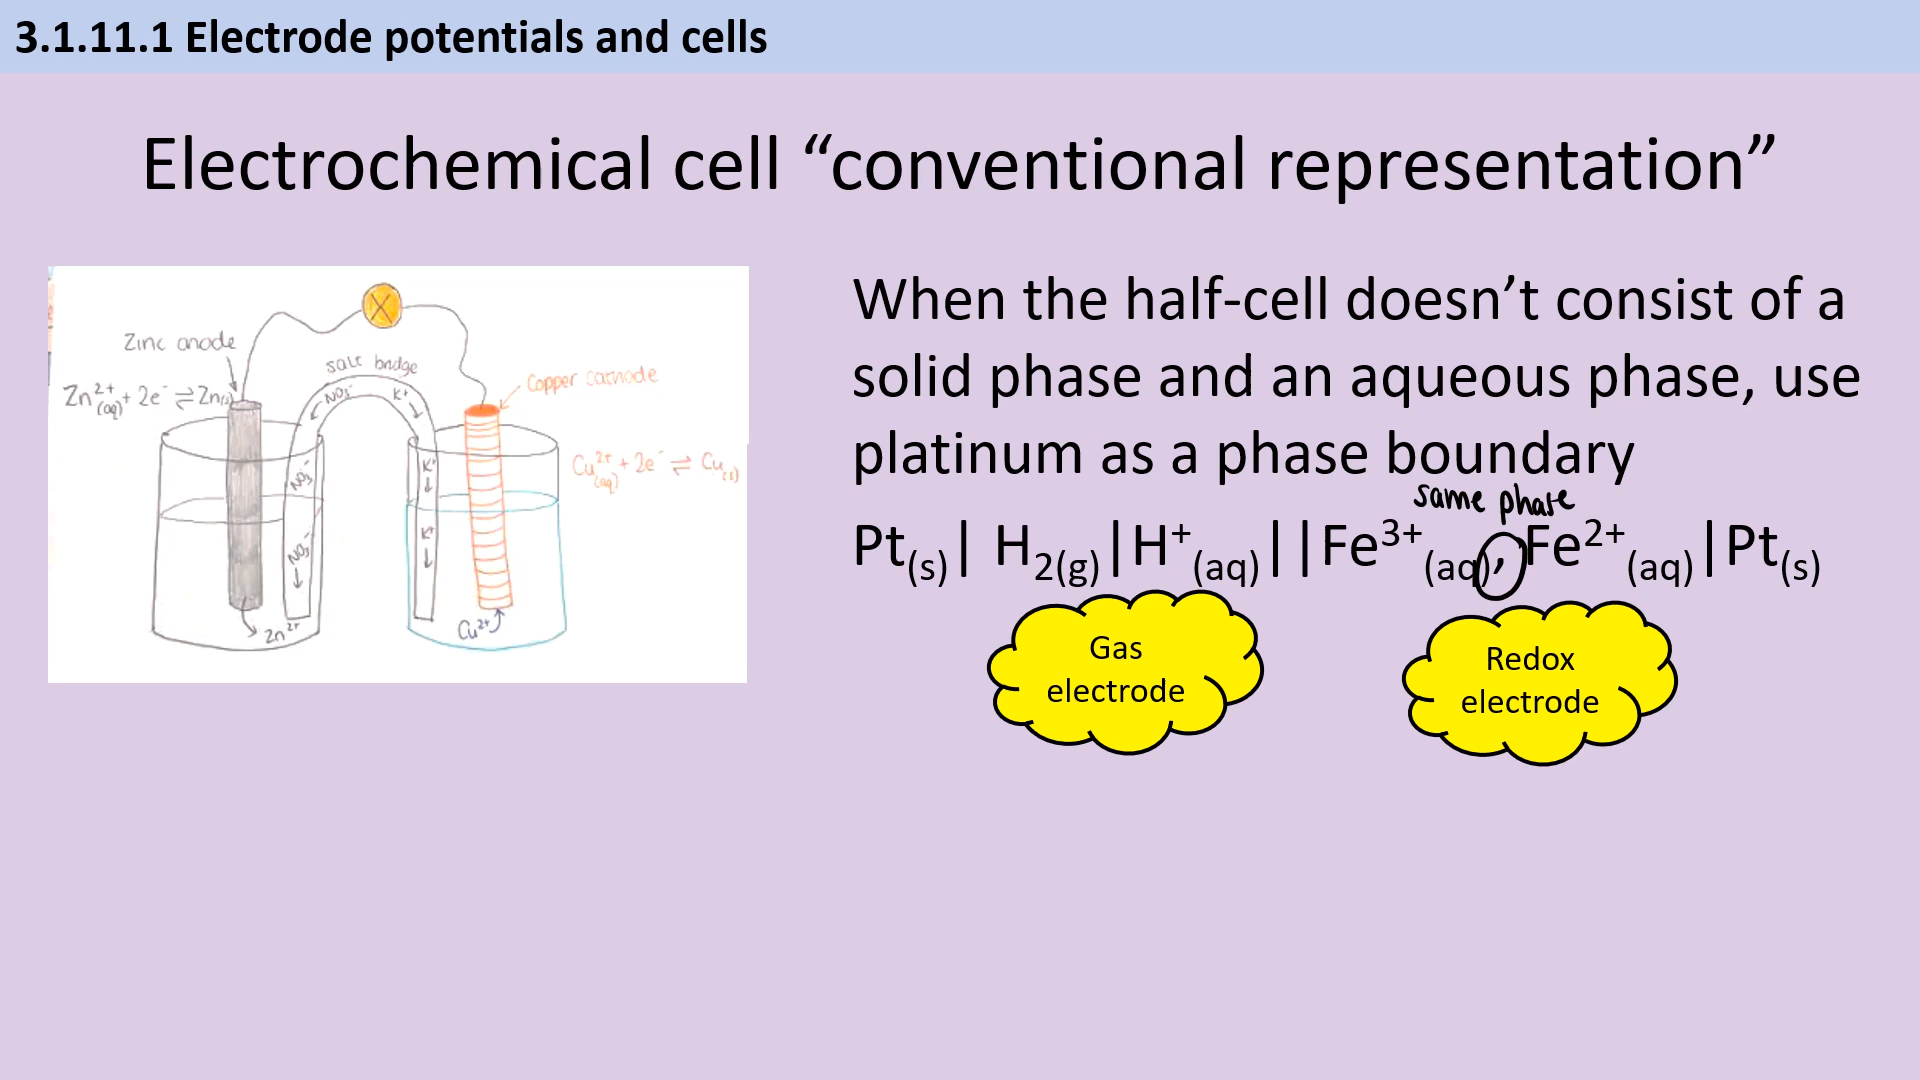 3.1.11.1 Electrode potentials and cells
Electrochemical cell “conventional representation”
Zinc anode
Zn²⁺(aq) + 2e⁻ ⇌ Zn(s)
salt bridge
NO₃⁻ K⁺
Copper cathode
Cu²⁺(aq) + 2e⁻ ⇌ Cu(s)
NO₃⁻ K⁺
NO₃⁻ K⁺
Zn²⁺
Cu²⁺
When the half-cell doesn’t consist of a
solid phase and an aqueous phase, use
platinum as a phase boundary
same phase
Pt(s)| H₂(g)|H⁺(aq)||Fe³⁺(aq), Fe²⁺(aq)|Pt(s)
Gas
electrode
Redox
electrode